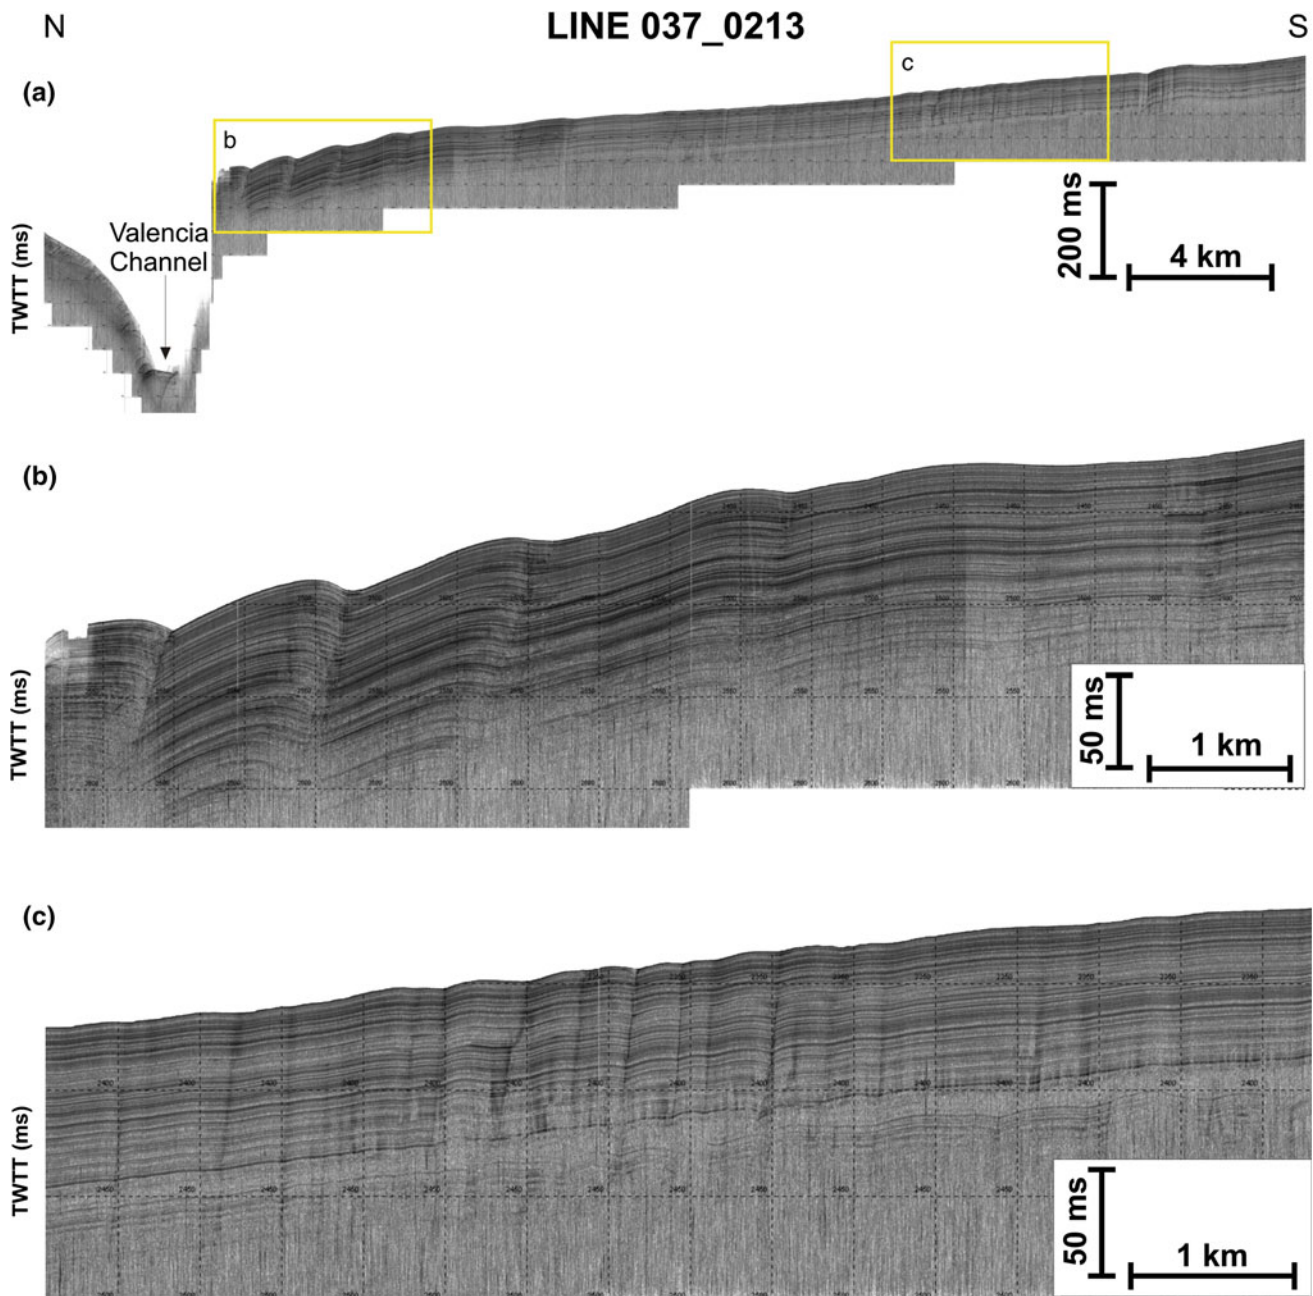 N
LINE 037_0213
S
(a)
c
b
Valencia
Channel
TWTT (ms)
200 ms
4 km
(b)
TWTT (ms)
50 ms
1 km
(c)
TWTT (ms)
50 ms
1 km